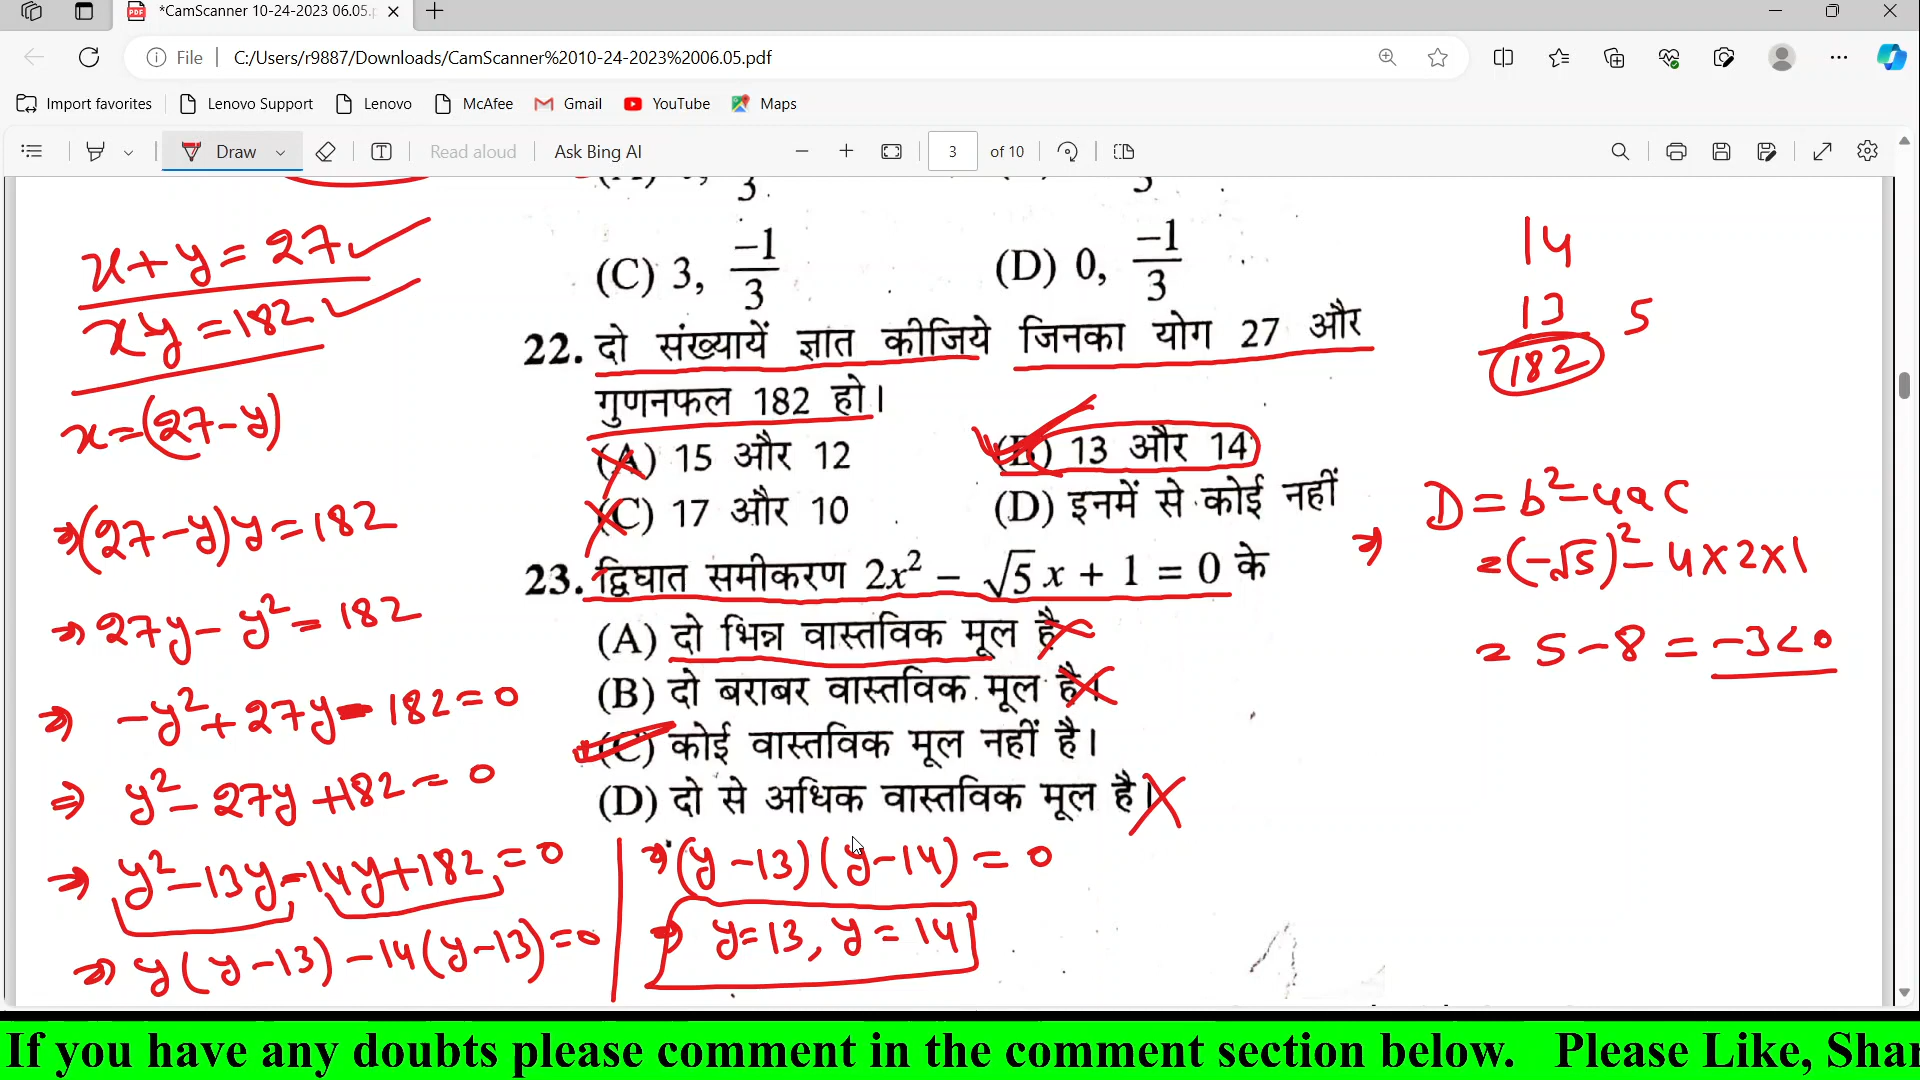 *CamScanner 10-24-2023 06.05.p
File C:/Users/r9887/Downloads/CamScanner%2010-24-2023%2006.05.pdf
Import favorites Lenovo Support Lenovo McAfee Gmail YouTube Maps
Draw Read aloud Ask Bing AI 3 of 10
(C) 3, -1/3 (D) 0, -1/3
22. दो संख्यायें ज्ञात कीजिये जिनका योग 27 और
गुणनफल 182 हो।
(A) 15 और 12 (B) 13 और 14
(C) 17 और 10 (D) इनमें से कोई नहीं
23. द्विघात समीकरण 2x² – √5x + 1 = 0 के
(A) दो भिन्न वास्तविक मूल है
(B) दो बराबर वास्तविक मूल है।
(C) कोई वास्तविक मूल नहीं है।
(D) दो से अधिक वास्तविक मूल है।
x+y=27
xy=182
x=(27-y)
⇒(27-y)y=182
⇒27y-y²=182
⇒ -y²+27y-182=0
⇒ y²-27y+182=0
⇒ y²-13y-14y+182=0
⇒ y(y-13)-14(y-13)=0
⇒(y-13)(y-14)=0
⇒ y=13, y=14
14
13 5
182
⇒ D=b²-4ac
=(-√5)²-4×2×1
= 5-8=-3<0
If you have any doubts please comment in the comment section below. Please Like, Shar